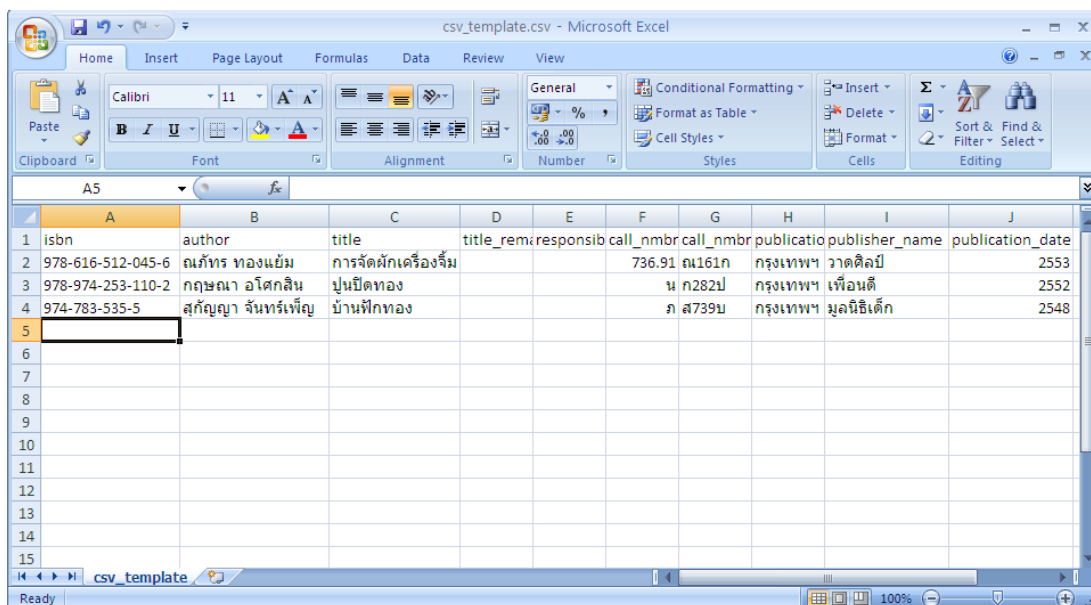 csv_template.csv - Microsoft Excel
Home Insert Page Layout Formulas Data Review View
Paste
Clipboard
Calibri 11 A A
B I U A
Font
Alignment
General
% ,
.00 .00
Number
Conditional Formatting
Format as Table
Cell Styles
Styles
Insert
Delete
Format
Cells
Σ
Sort & Filter
Find & Select
Editing
A5 fx
A B C D E F G H I J
1 isbn author title title_rema responsib call_nmbr call_nmbr publicatio publisher_name publication_date
2 978-616-512-045-6 ณภัทร ทองแย้ม การจัดผักเครื่องจิ้ม 736.91 ณ161ก กรุงเทพฯ วาดศิลป์ 2553
3 978-974-253-110-2 กฤษณา อโศกสิน ปูนปิดทอง น ก282ป กรุงเทพฯ เพื่อนดี 2552
4 974-783-535-5 สุกัญญา จันทร์เพ็ญ บ้านฟักทอง ภ ส739บ กรุงเทพฯ มูลนิธิเด็ก 2548
5
6
7
8
9
10
11
12
13
14
15
csv_template
Ready 100%